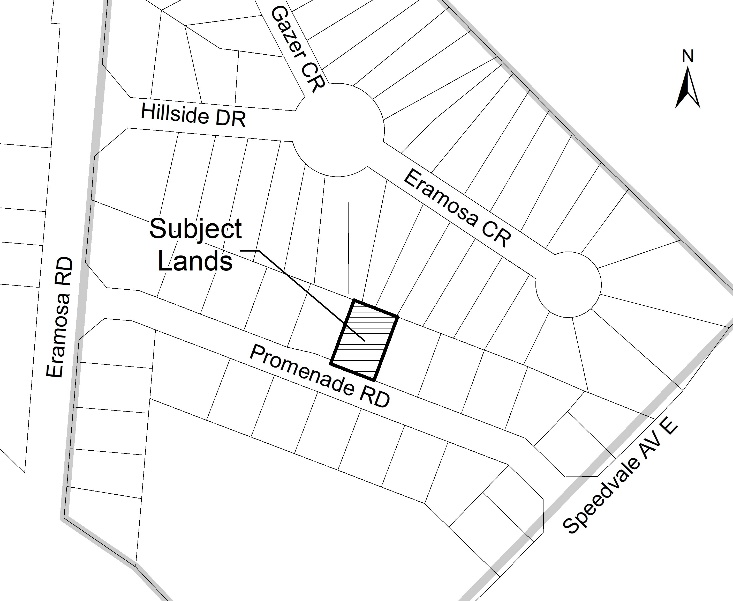 Gazer CR
N
Hillside DR
Eramosa CR
Subject
Lands
Eramosa RD
Promenade RD
Speedvale AV E